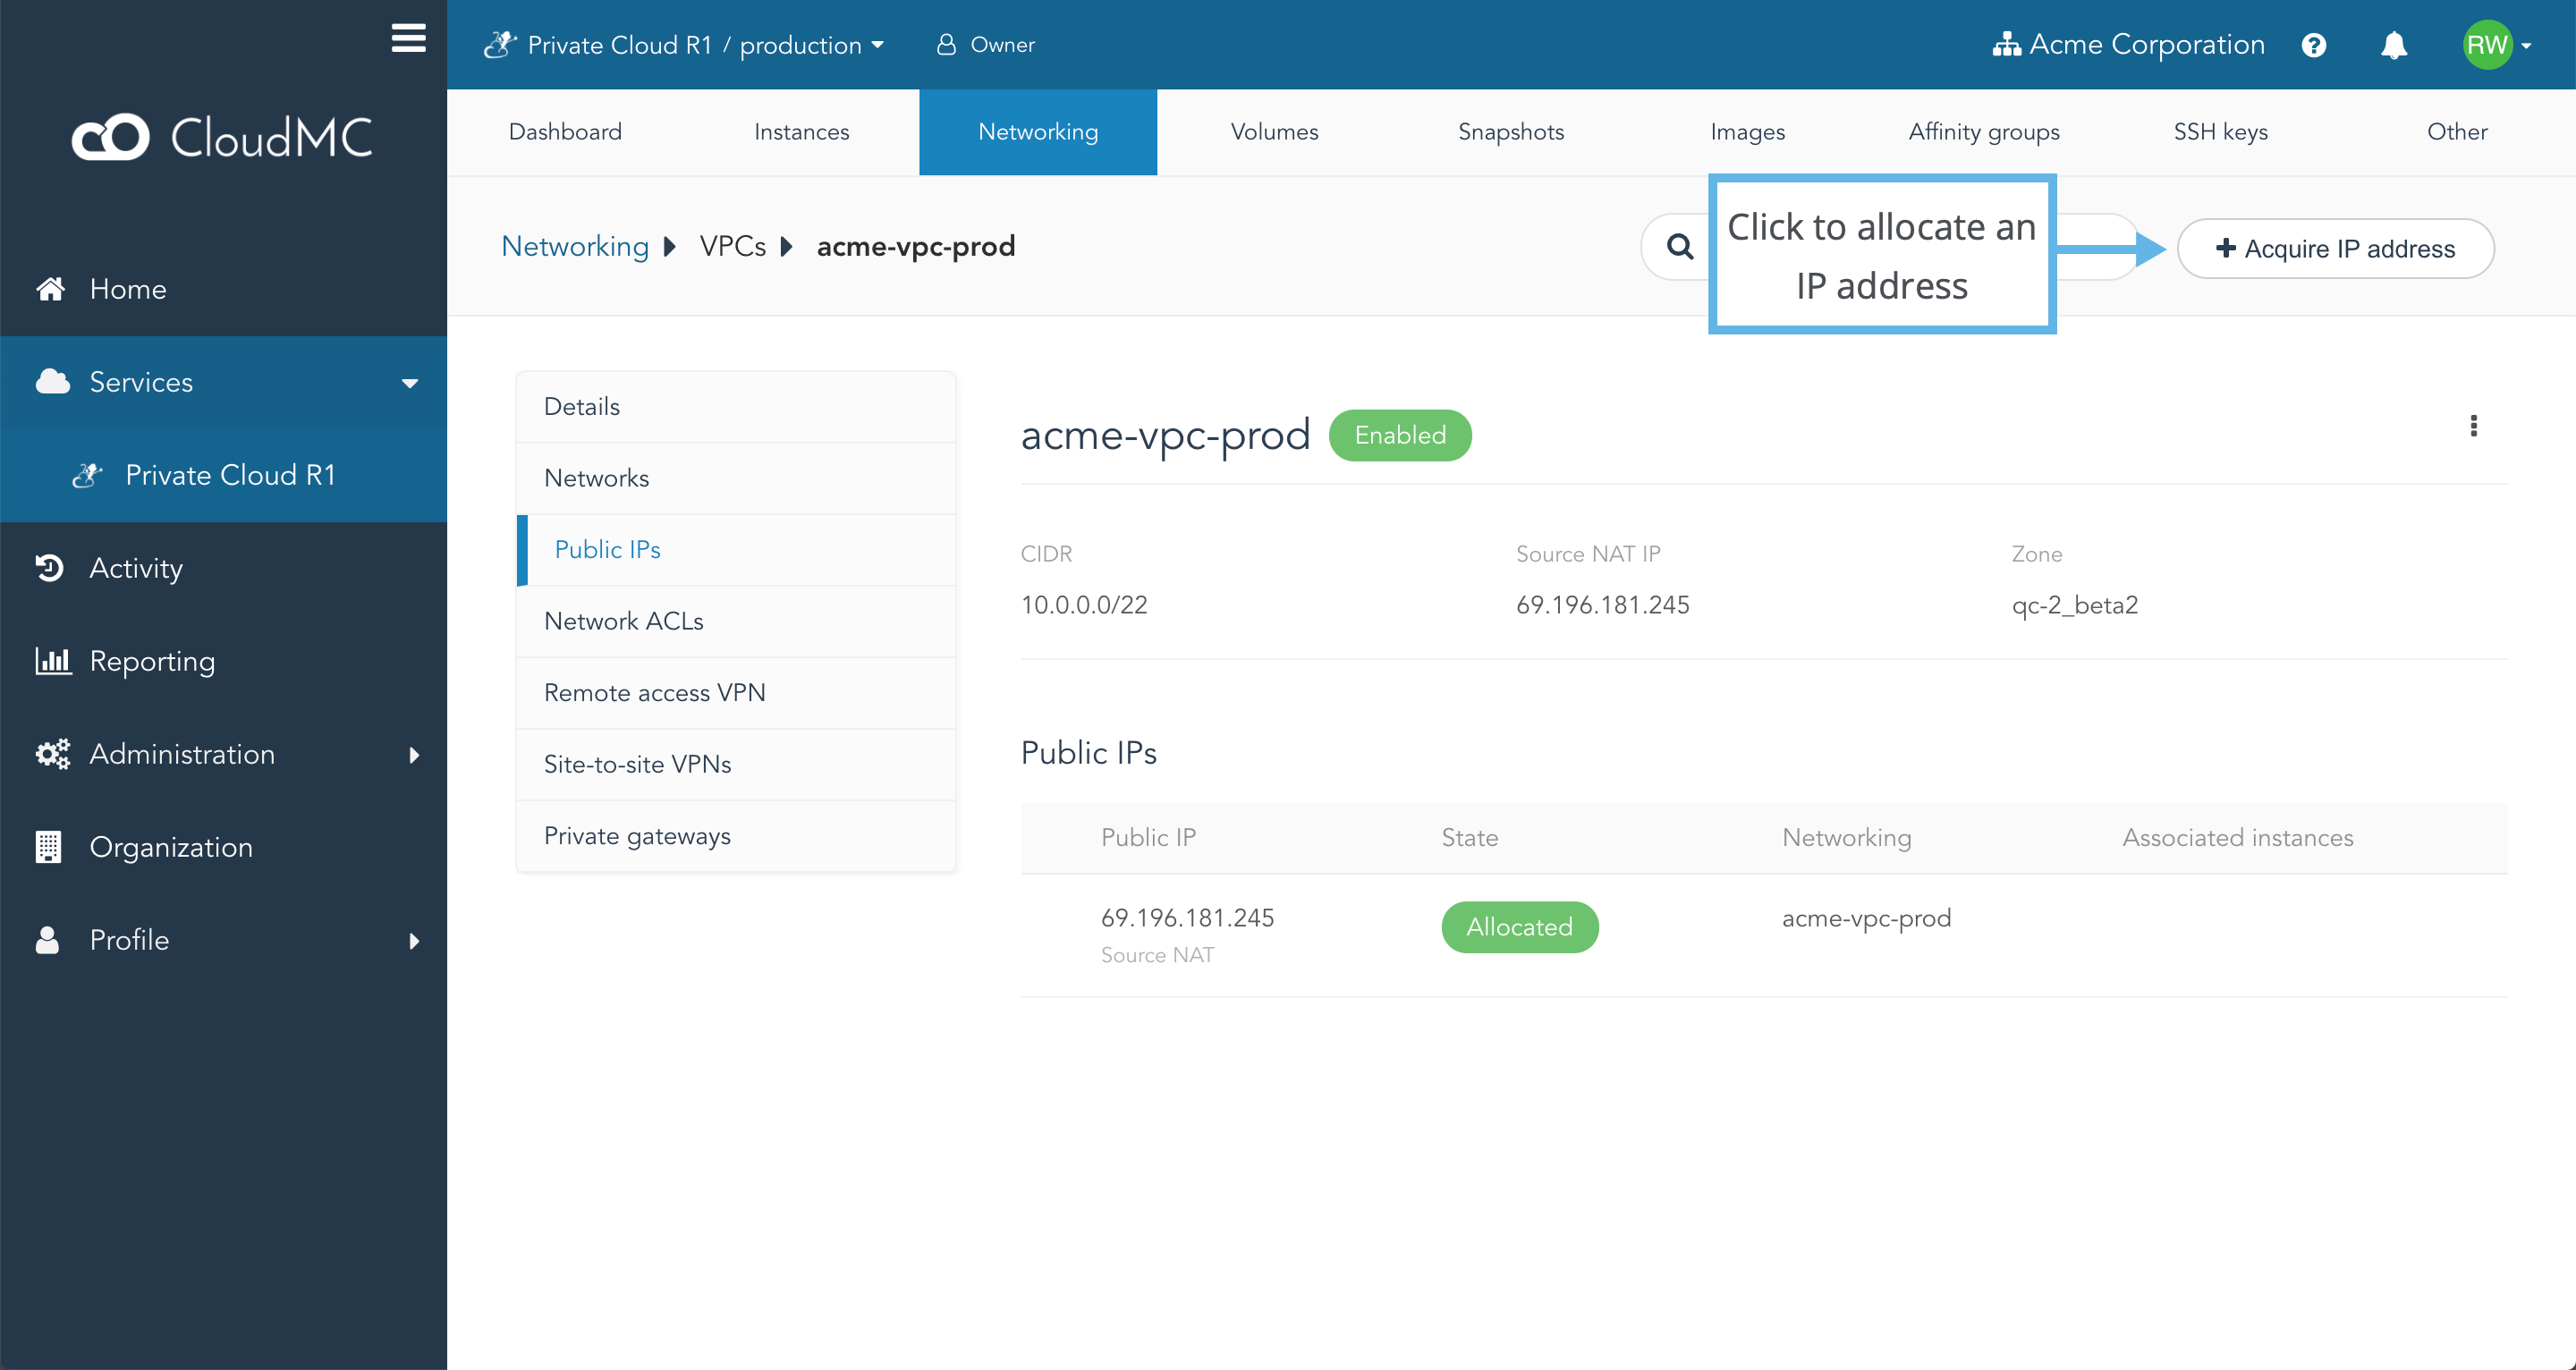 Private Cloud R1 / production
Owner
Acme Corporation
RW
CloudMC
Dashboard
Instances
Networking
Volumes
Snapshots
Images
Affinity groups
SSH keys
Other
Networking VPCs acme-vpc-prod
Click to allocate an
IP address
Acquire IP address
Home
Services
Private Cloud R1
Activity
Reporting
Administration
Organization
Profile
Details
Networks
Public IPs
Network ACLs
Remote access VPN
Site-to-site VPNs
Private gateways
acme-vpc-prod Enabled
CIDR
10.0.0.0/22
Source NAT IP
69.196.181.245
Zone
qc-2_beta2
Public IPs
Public IP State Networking Associated instances
69.196.181.245 Allocated acme-vpc-prod
Source NAT